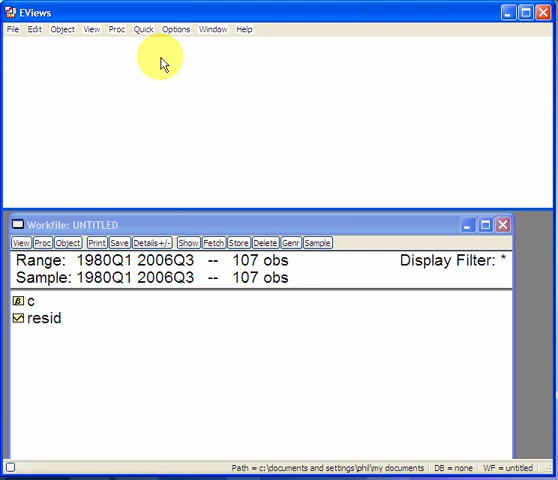 EViews
File Edit Object View Proc Quick Options Window Help
Workfile: UNTITLED
View Proc Object Print Save Details+/- Show Fetch Store Delete Genr Sample
Range: 1980Q1 2006Q3 -- 107 obs Display Filter: *
Sample: 1980Q1 2006Q3 -- 107 obs
β c
resid
Path = c:\documents and settings\phil\my documents DB = none WF = untitled